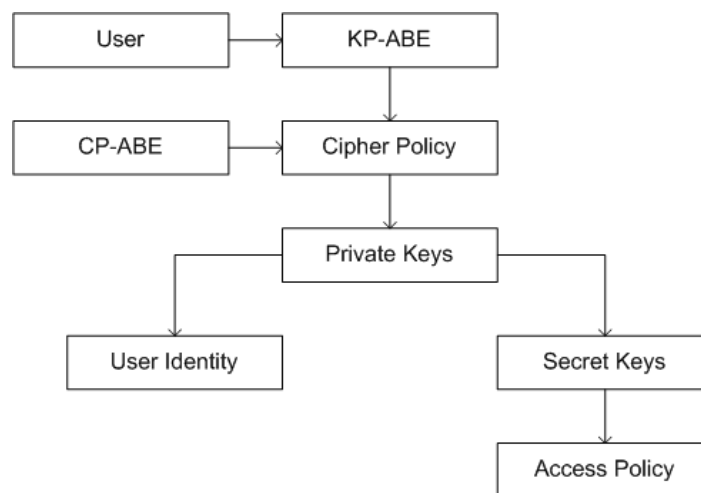 User
KP-ABE
CP-ABE
Cipher Policy
Private Keys
User Identity
Secret Keys
Access Policy